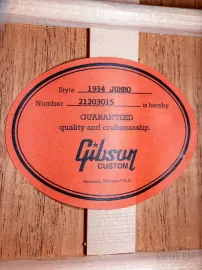 Style 1934 JUMBO
Number 21203015 is hereby
GUARANTEED
quality and craftsmanship.
Gibson
CUSTOM
U.S.A.